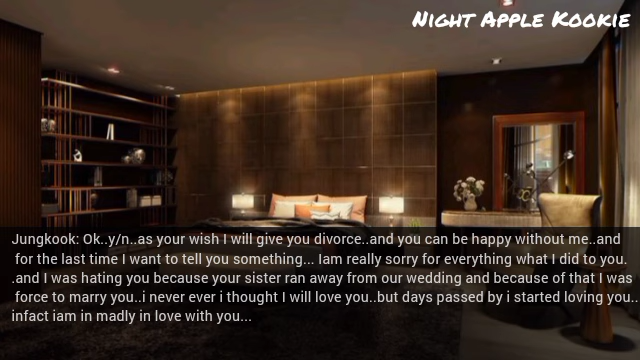 Night Apple Kookie
Jungkook: Ok..y/n..as your wish I will give you divorce..and you can be happy without me..and
for the last time I want to tell you something... Iam really sorry for everything what I did to you.
.and I was hating you because your sister ran away from our wedding and because of that I was
force to marry you..i never ever i thought I will love you..but days passed by i started loving you..
infact iam in madly in love with you...